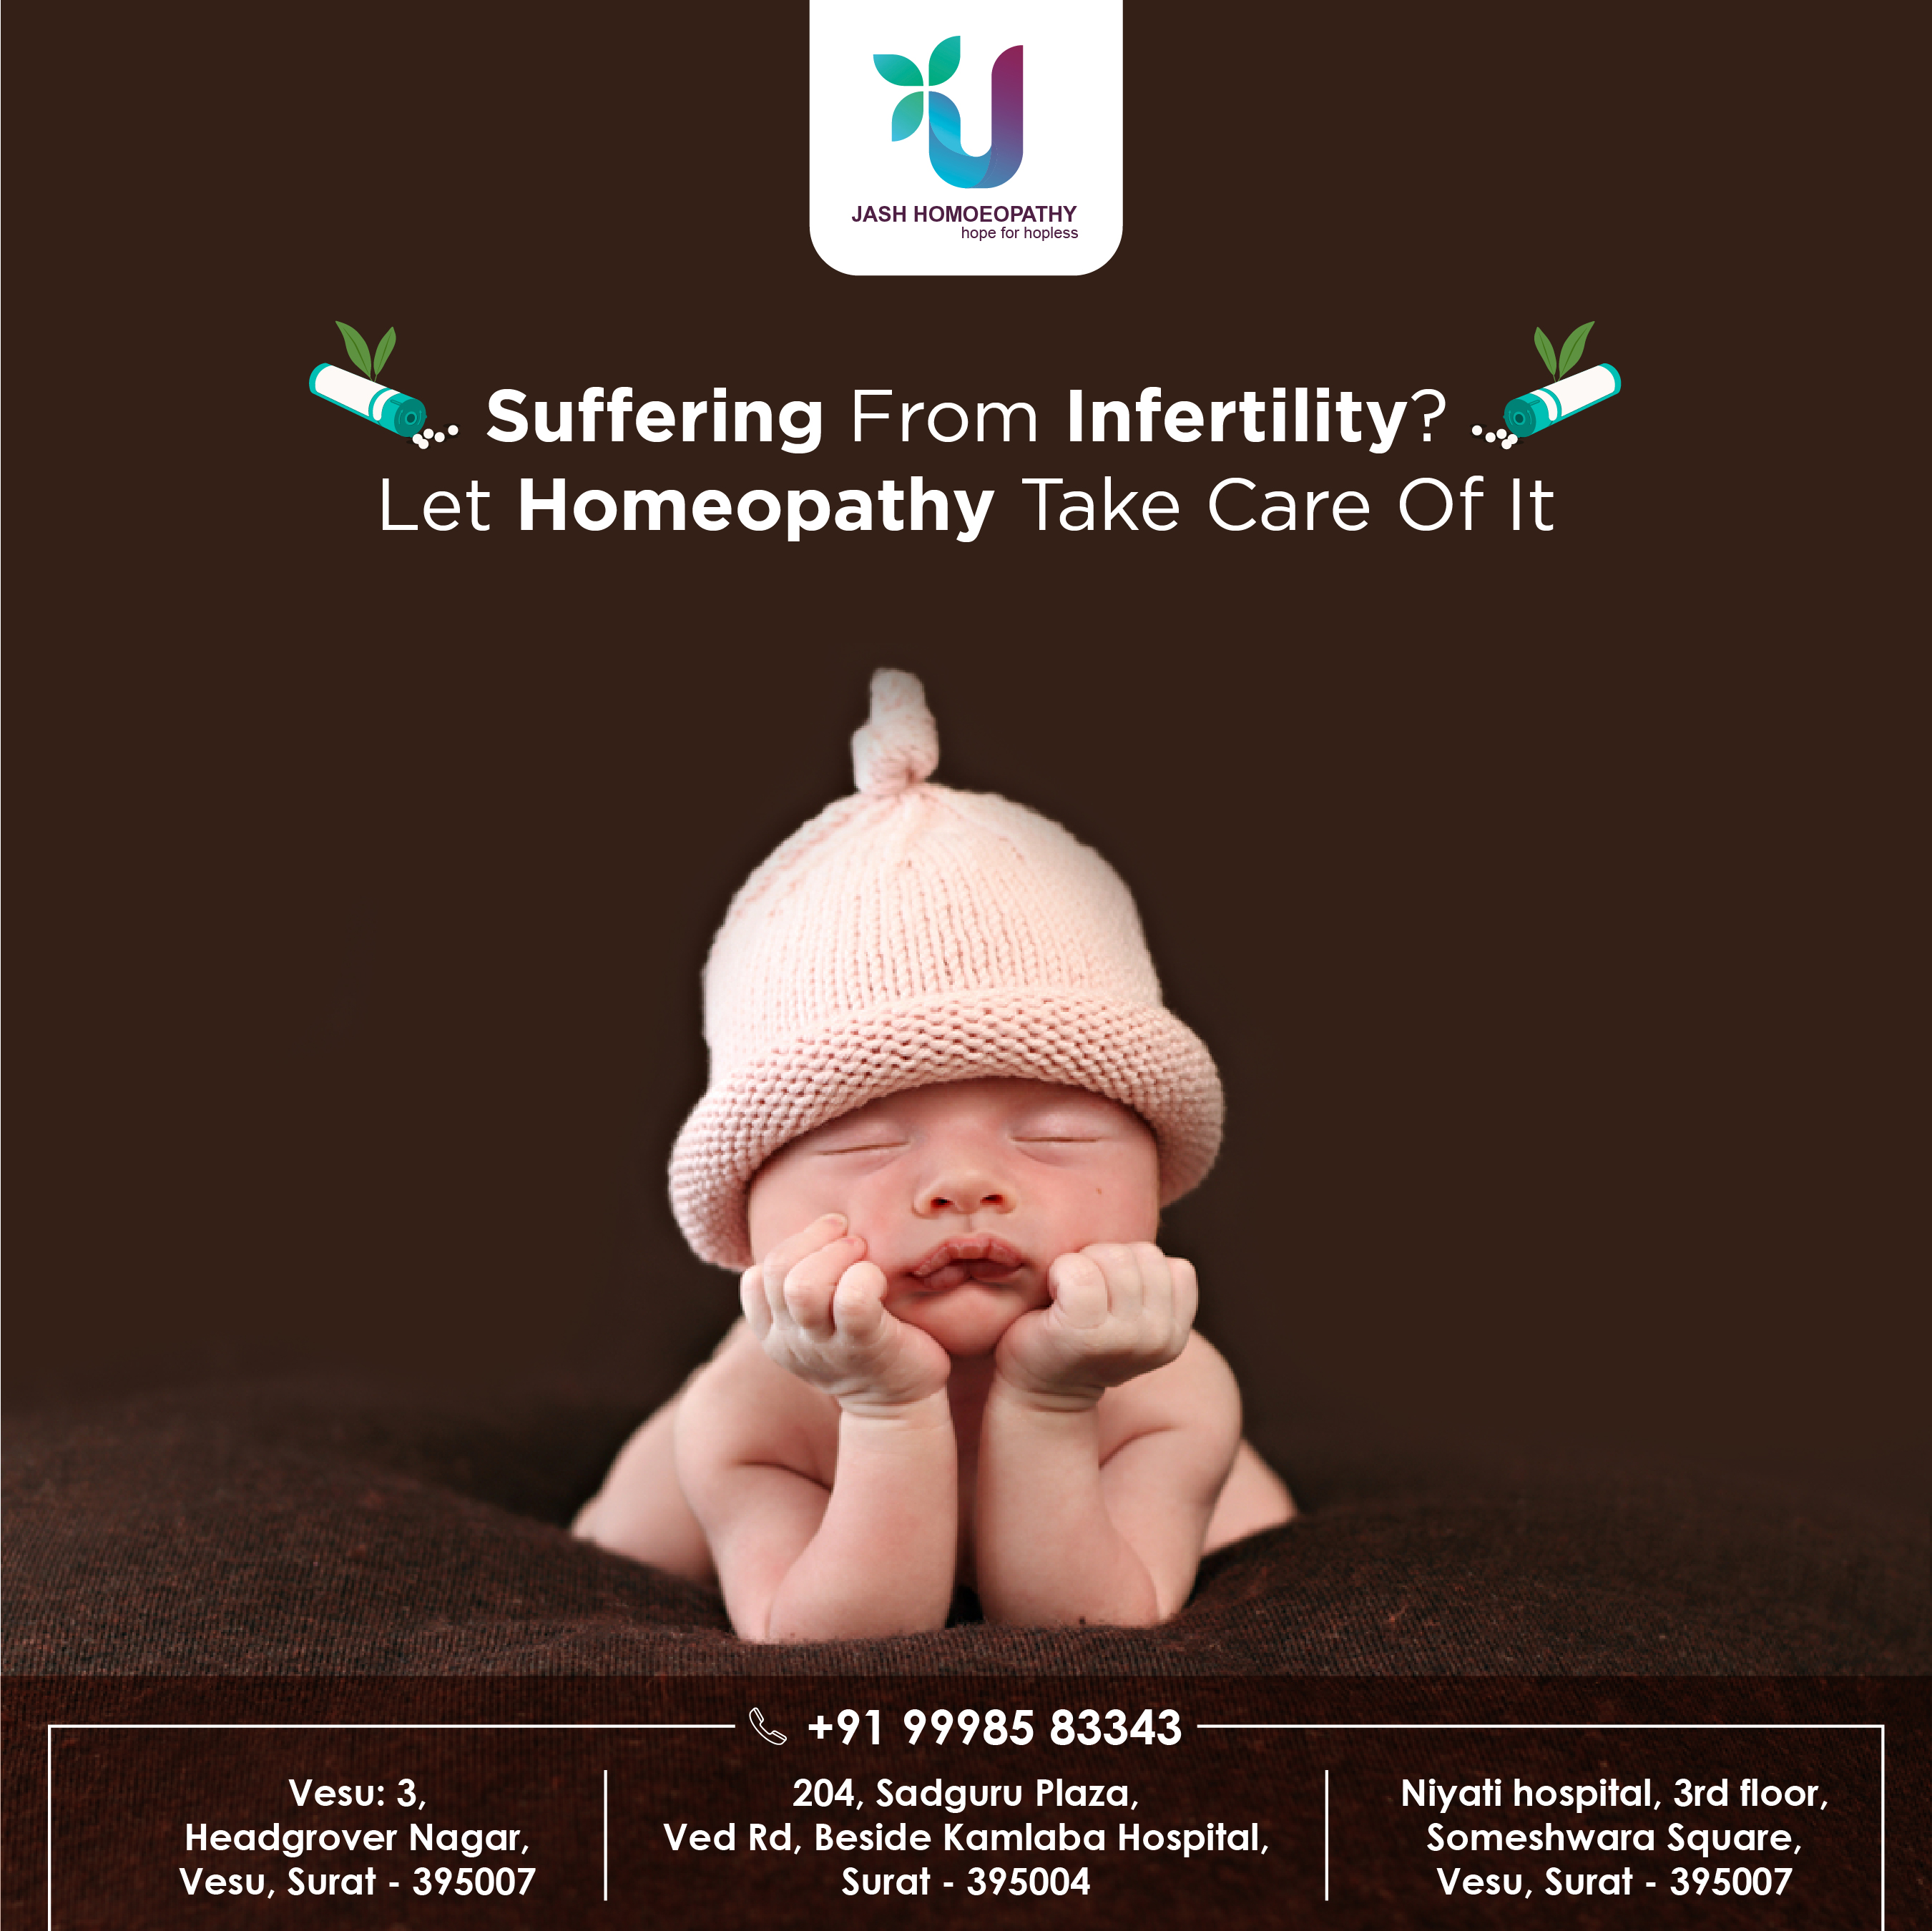 JASH HOMOEOPATHY
hope for hopless
Suffering From Infertility?
Let Homeopathy Take Care Of It
+91 99985 83343
Vesu: 3,
Headgrover Nagar,
Vesu, Surat - 395007
204, Sadguru Plaza,
Ved Rd, Beside Kamlaba Hospital,
Surat - 395004
Niyati hospital, 3rd floor,
Someshwara Square,
Vesu, Surat - 395007